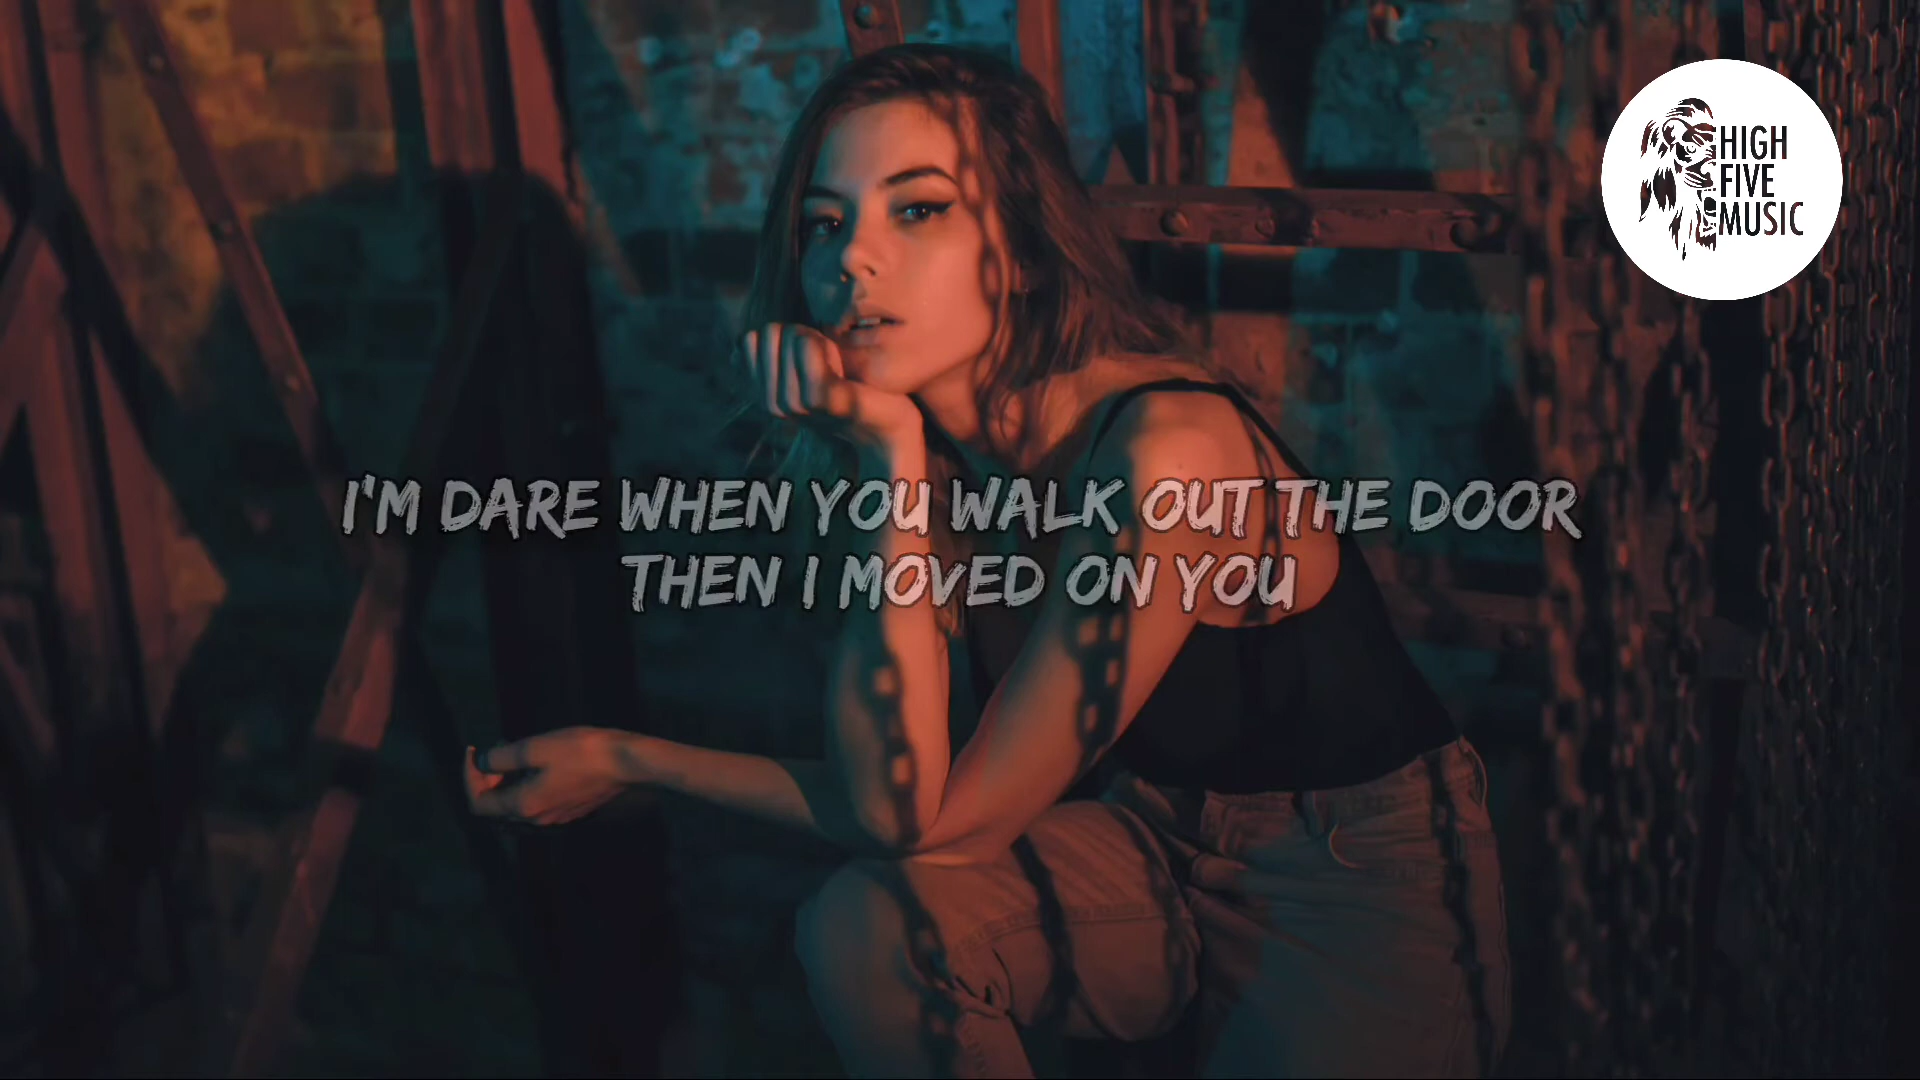 HIGH
FIVE
MUSIC
I'M DARE WHEN YOU WALK OUT THE DOOR
THEN I MOVED ON YOU